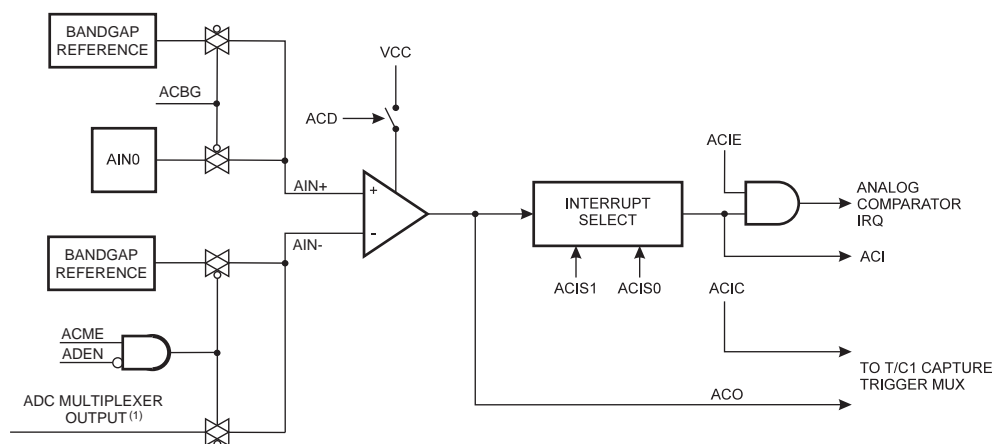 BANDGAP
REFERENCE
VCC
ACBG
ACD
ACIE
AIN0
AIN+
+
INTERRUPT
SELECT
ANALOG
COMPARATOR
IRQ
-
AIN-
BANDGAP
REFERENCE
ACI
ACIS1 ACIS0 ACIC
ACME
ADEN
TO T/C1 CAPTURE
TRIGGER MUX
ADC MULTIPLEXER
OUTPUT(1)
ACO